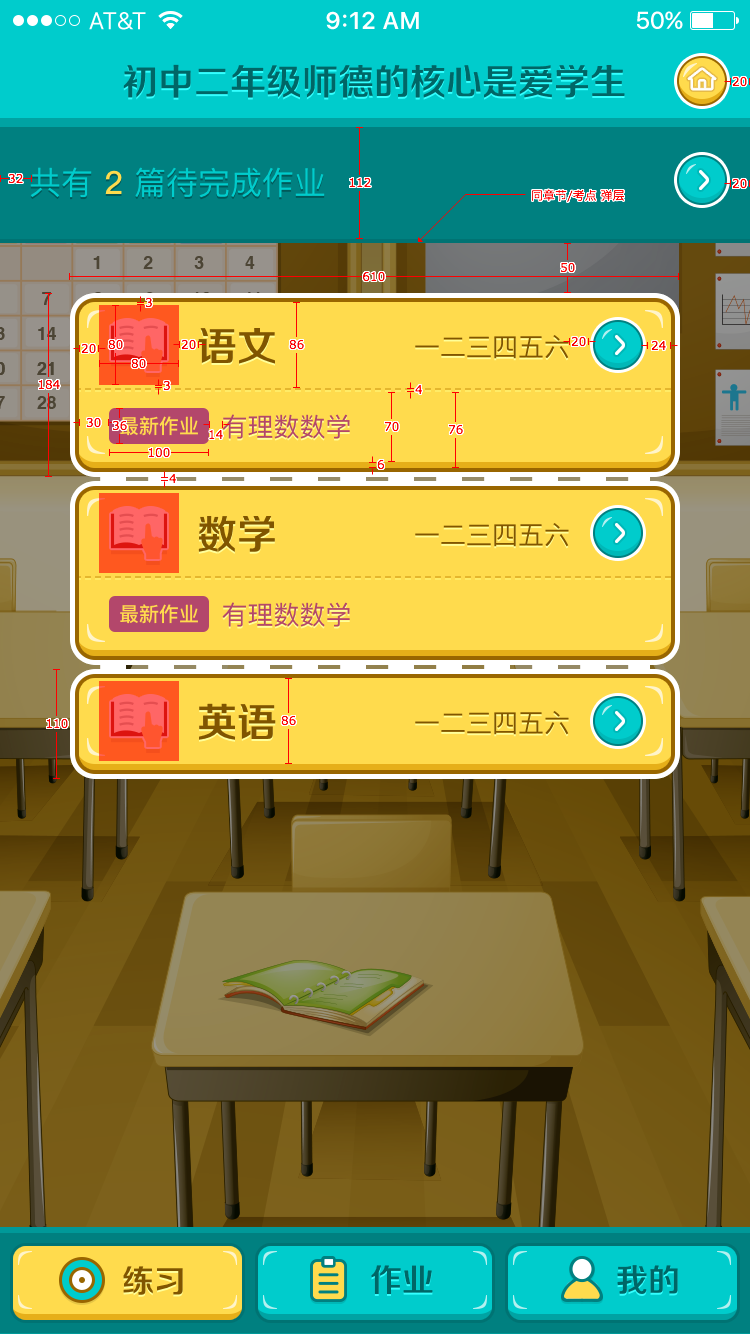 AT&T 9:12 AM 50%
初中二年级师德的核心是爱学生
20
32 共有 2 篇待完成作业 112 20
同章节/考点 弹层
1 2 3 4
610 50
7
3
14
80 80 20 语文 86 一二三四五六 20 24
20
21
184
28
3
4
30 36 最新作业 14 有理数数学 70 76
100
6
4
数学 一二三四五六
最新作业 有理数数学
110 英语 86 一二三四五六
练习 作业 我的